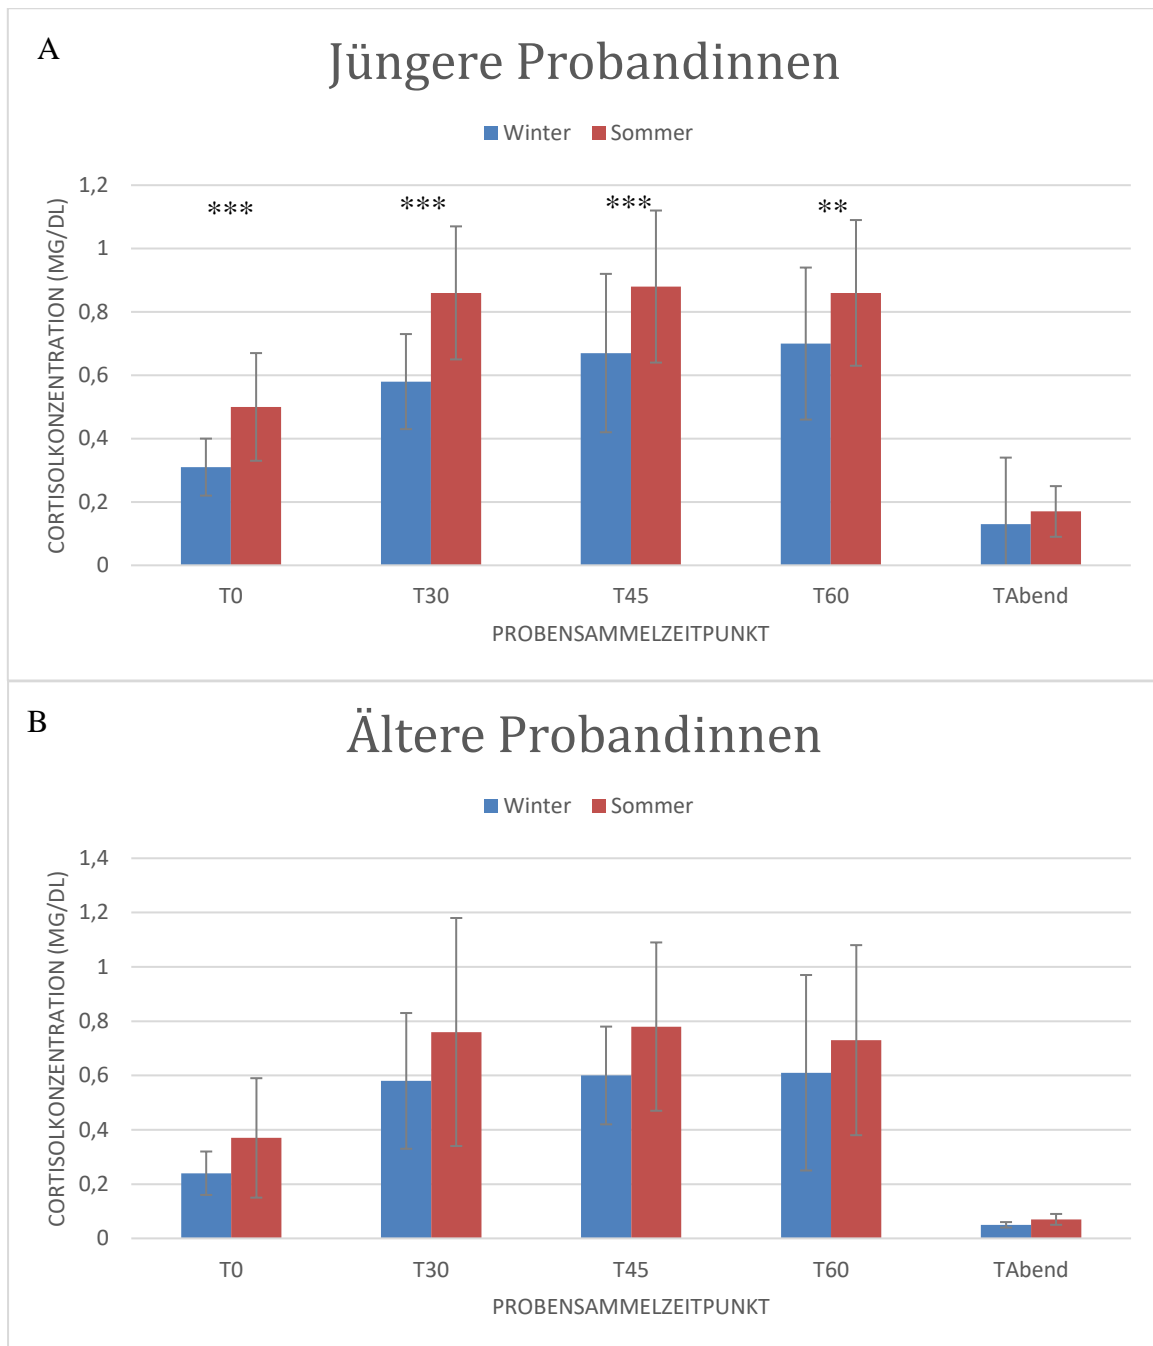 A
Jüngere Probandinnen
Winter Sommer
CORTISOLKONZENTRATION (MG/DL)
1,2
1
0,8
0,6
0,4
0,2
0
*** *** *** **
T0 T30 T45 T60 TAbend
PROBENSAMMELZEITPUNKT
B
Ältere Probandinnen
Winter Sommer
CORTISOLKONZENTRATION (MG/DL)
1,4
1,2
1
0,8
0,6
0,4
0,2
0
T0 T30 T45 T60 TAbend
PROBENSAMMELZEITPUNKT